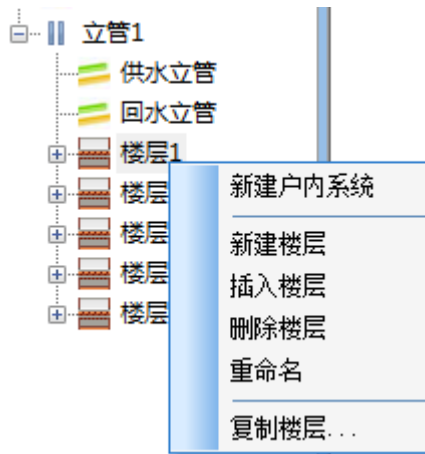 立管1
供水立管
回水立管
楼层1
楼层
楼层
楼层
楼层
新建户内系统
新建楼层
插入楼层
删除楼层
重命名
复制楼层...